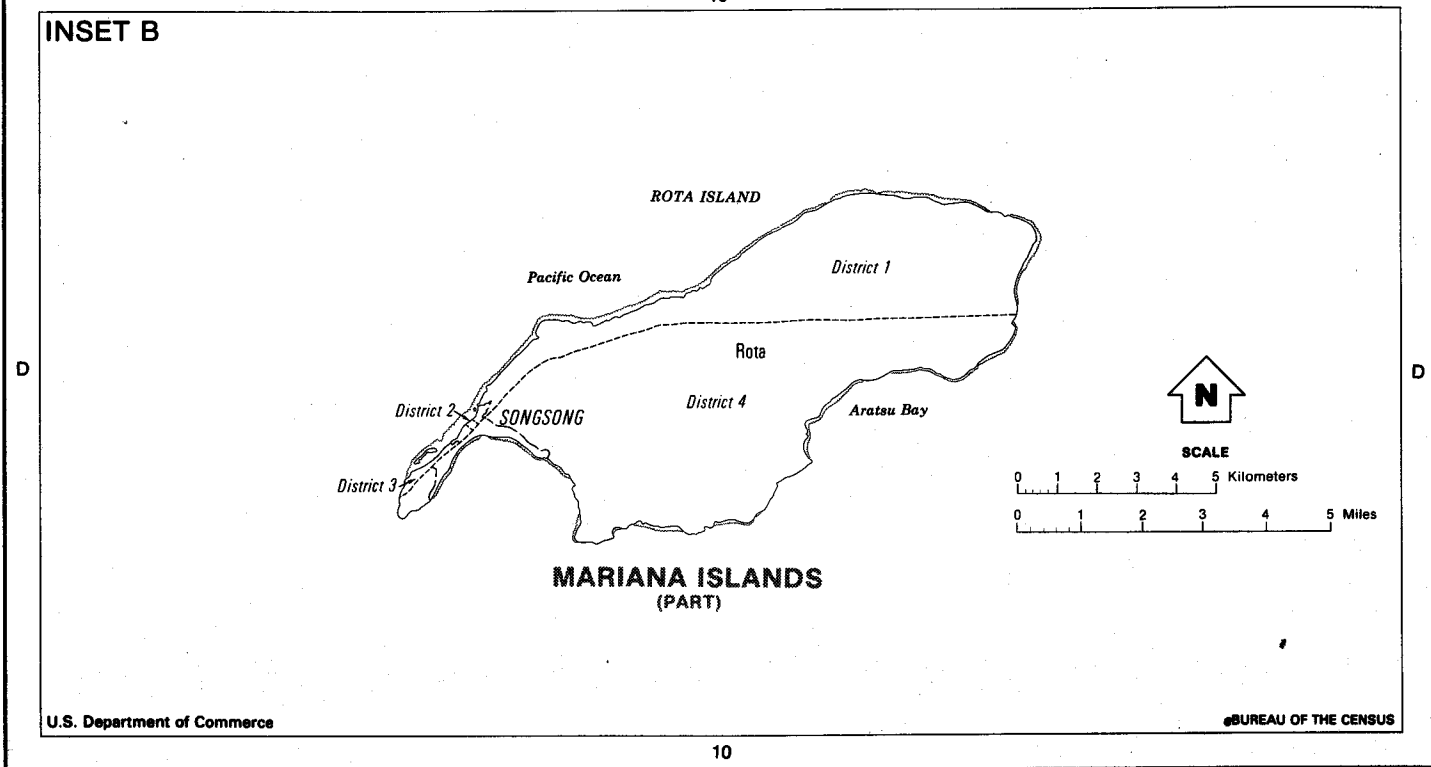 INSET B
ROTA ISLAND
District 1
Pacific Ocean
Rota
D
D
District 4
District 2
SONGSONG
Aratsu Bay
N
SCALE
0 1 2 3 4 5 Kilometers
District 3
0 1 2 3 4 5 Miles
MARIANA ISLANDS
(PART)
U.S. Department of Commerce
BUREAU OF THE CENSUS
10